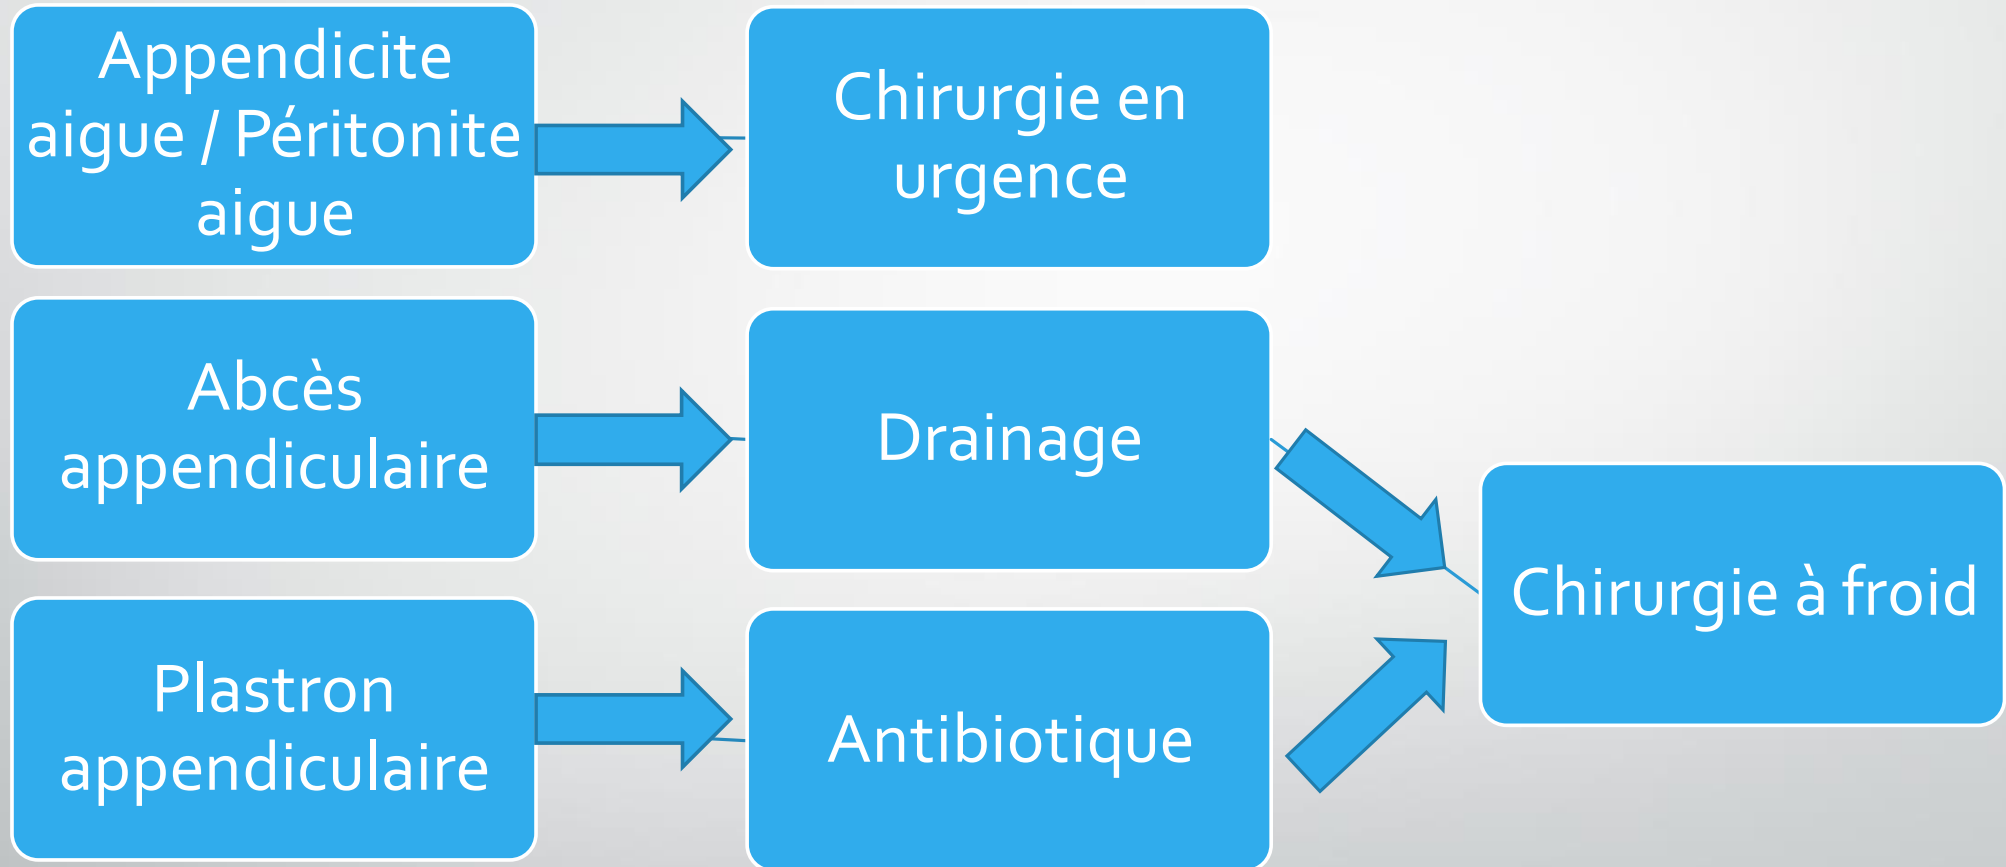 Appendicite
aigue / Péritonite
aigue
Chirurgie en
urgence
Abcès
appendiculaire
Drainage
Plastron
appendiculaire
Antibiotique
Chirurgie à froid